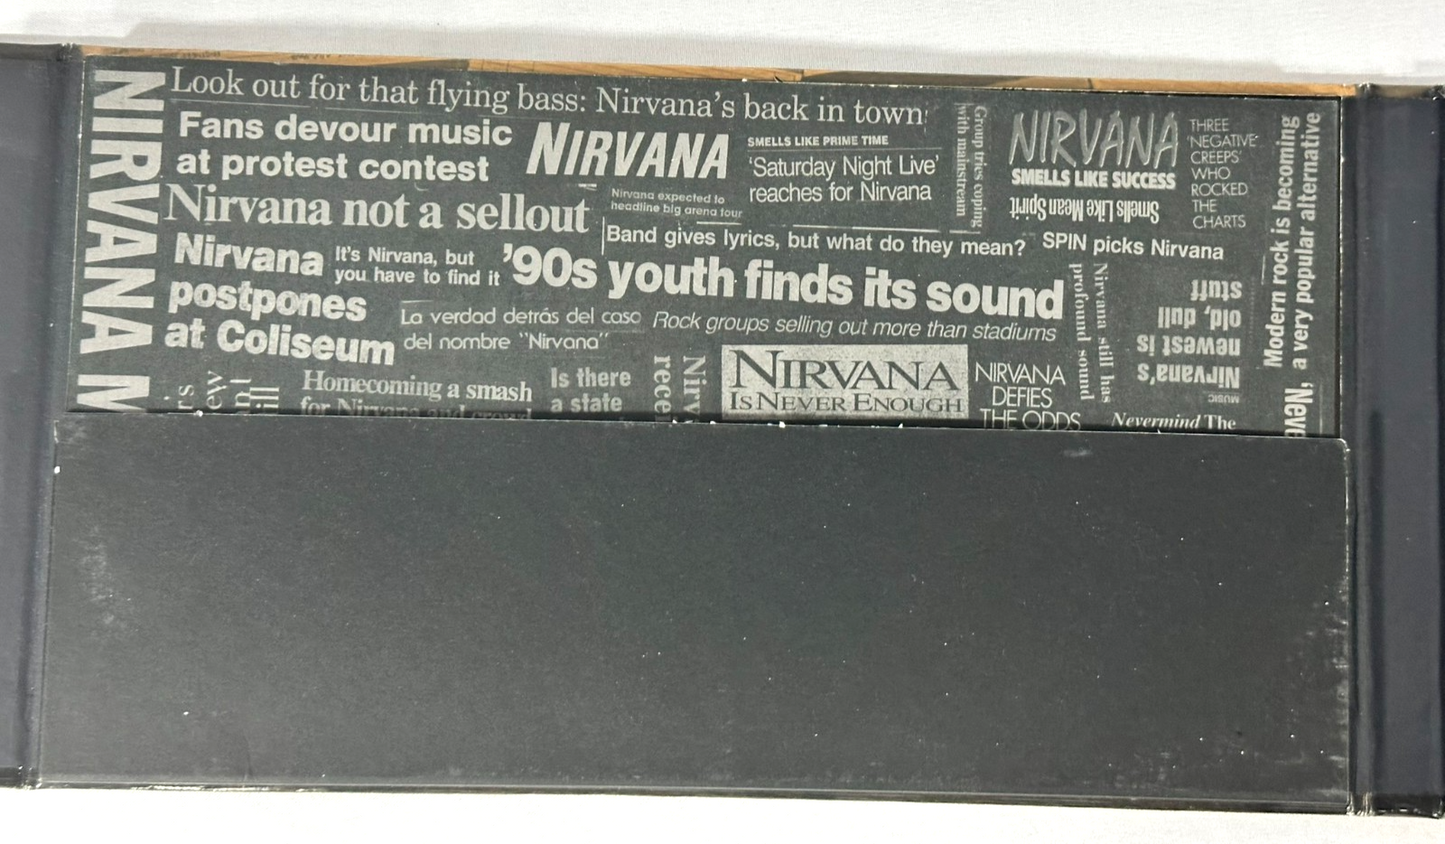 NIRVANA
Look out for that flying bass: Nirvana's back in town
Fans devour music
at protest contest
NIRVANA
SMELLS LIKE PRIME TIME
'Saturday Night Live'
reaches for Nirvana
Group tries coping
with mainstream
NIRVANA
SMELLS LIKE SUCCESS
Smells Like Mean Spirit
THREE
'NEGATIVE
CREEPS'
WHO
ROCKED
THE
CHARTS
Modern rock is becoming
a very popular alternative
Nirvana not a sellout
Nirvana expected to
headline big arena tour
Band gives lyrics, but what do they mean?
SPIN picks Nirvana
Nirvana
postpones
at Coliseum
It's Nirvana, but
you have to find it
'90s youth finds its sound
La verdad detrás del caso
del nombre "Nirvana"
Rock groups selling out more than stadiums
Nirvana still has
profound sound
MUSIC
Nirvana's
newest is
old, dull
stuff
Homecoming a smash
for Nirvana and crowd
Is there
a state
NIRVANA
IS NEVER ENOUGH
NIRVANA
DEFIES
THE ODDS
Nevermind The